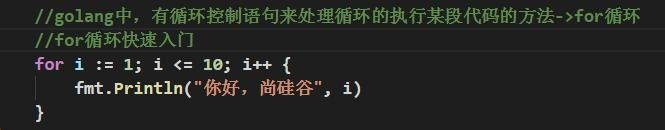 //golang中，有循环控制语句来处理循环的执行某段代码的方法->for循环
//for循环快速入门
for i := 1; i <= 10; i++ {
    fmt.Println("你好，尚硅谷", i)
}